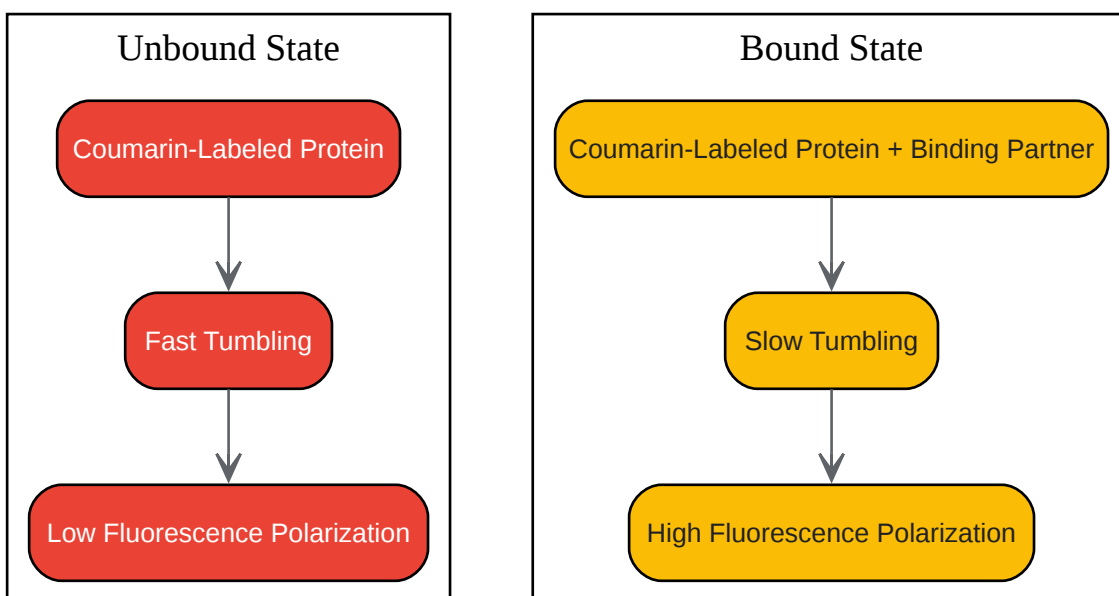 Unbound State
Coumarin-Labeled Protein
Fast Tumbling
Low Fluorescence Polarization
Bound State
Coumarin-Labeled Protein + Binding Partner
Slow Tumbling
High Fluorescence Polarization